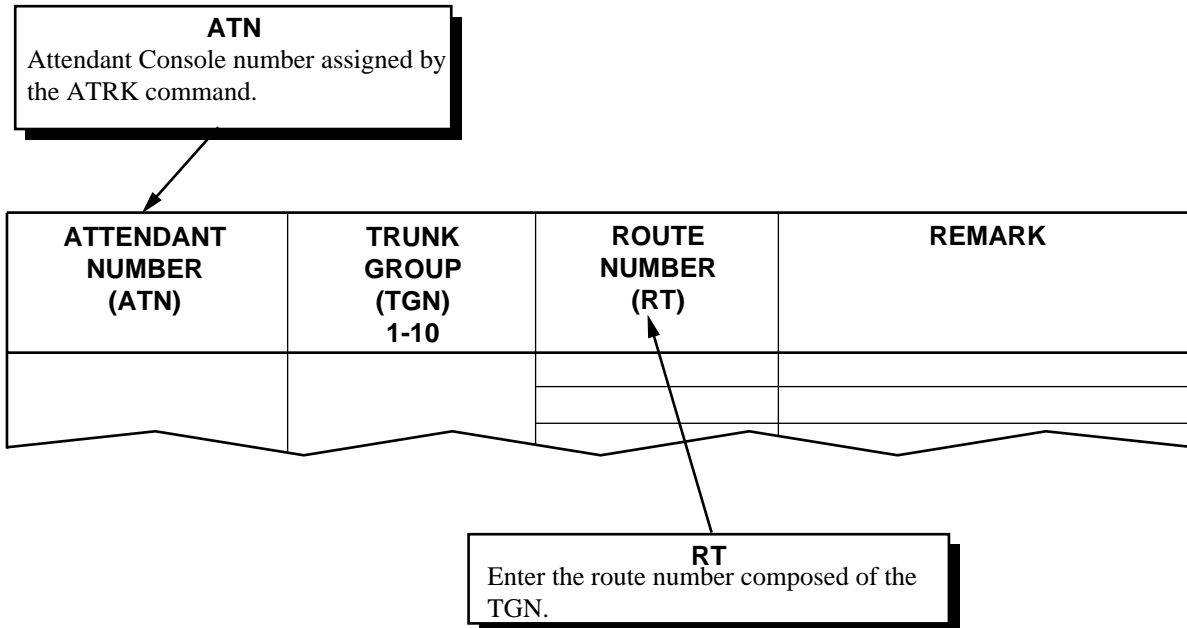 ATN
Attendant Console number assigned by
the ATRK command.
ATTENDANT
NUMBER
(ATN)
TRUNK
GROUP
(TGN)
1-10
ROUTE
NUMBER
(RT)
REMARK
RT
Enter the route number composed of the
TGN.